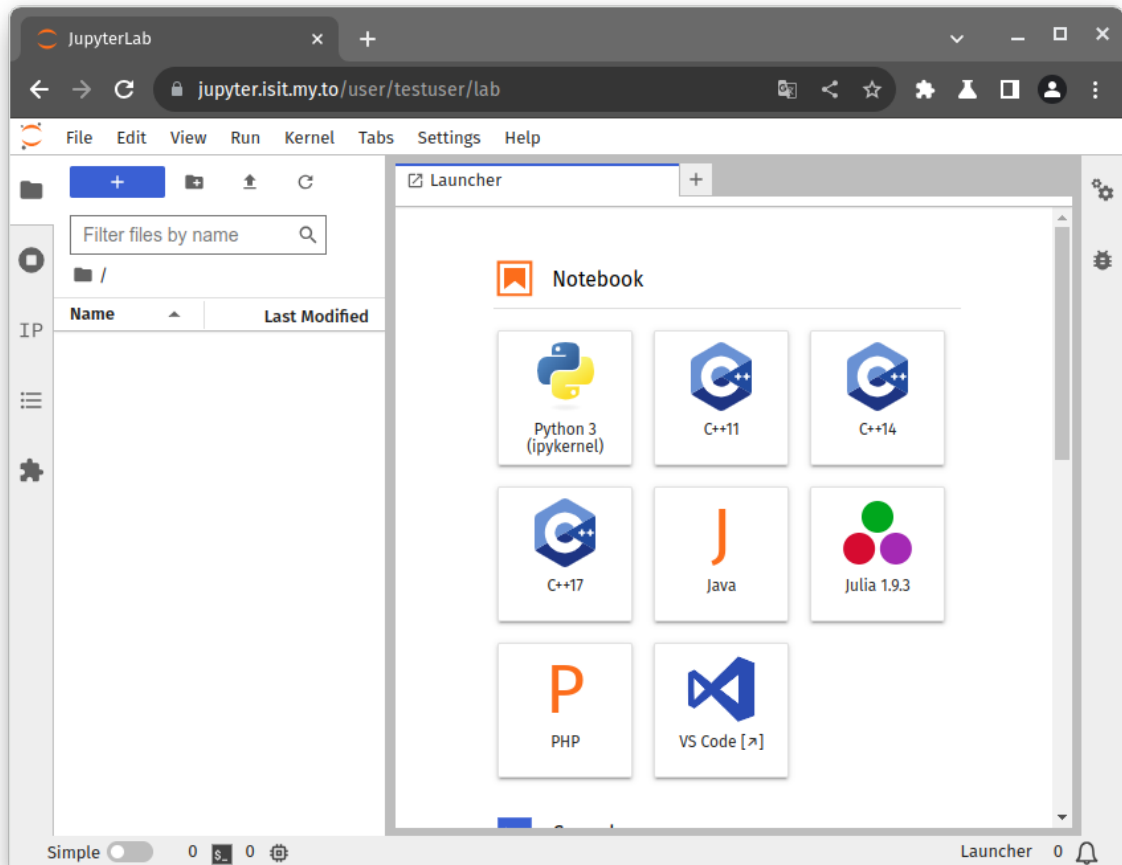 JupyterLab
jupyter.isit.my.to/user/testuser/lab
File Edit View Run Kernel Tabs Settings Help
Launcher
Filter files by name
/
Name Last Modified
IP
Notebook
Python 3
(ipykernel)
C++11
C++14
C++17
Java
Julia 1.9.3
P
PHP
VS Code [↗]
Simple 0 $_ 0
Launcher 0